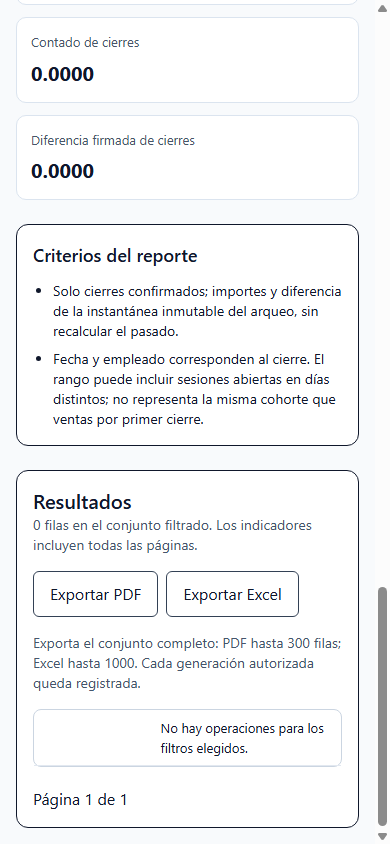 Contado de cierres
0.0000
Diferencia firmada de cierres
0.0000
Criterios del reporte
Solo cierres confirmados; importes y diferencia
de la instantánea inmutable del arqueo, sin
recalcular el pasado.
Fecha y empleado corresponden al cierre. El
rango puede incluir sesiones abiertas en días
distintos; no representa la misma cohorte que
ventas por primer cierre.
Resultados
0 filas en el conjunto filtrado. Los indicadores
incluyen todas las páginas.
Exportar PDF Exportar Excel
Exporta el conjunto completo: PDF hasta 300 filas;
Excel hasta 1000. Cada generación autorizada
queda registrada.
No hay operaciones para los
filtros elegidos.
Página 1 de 1